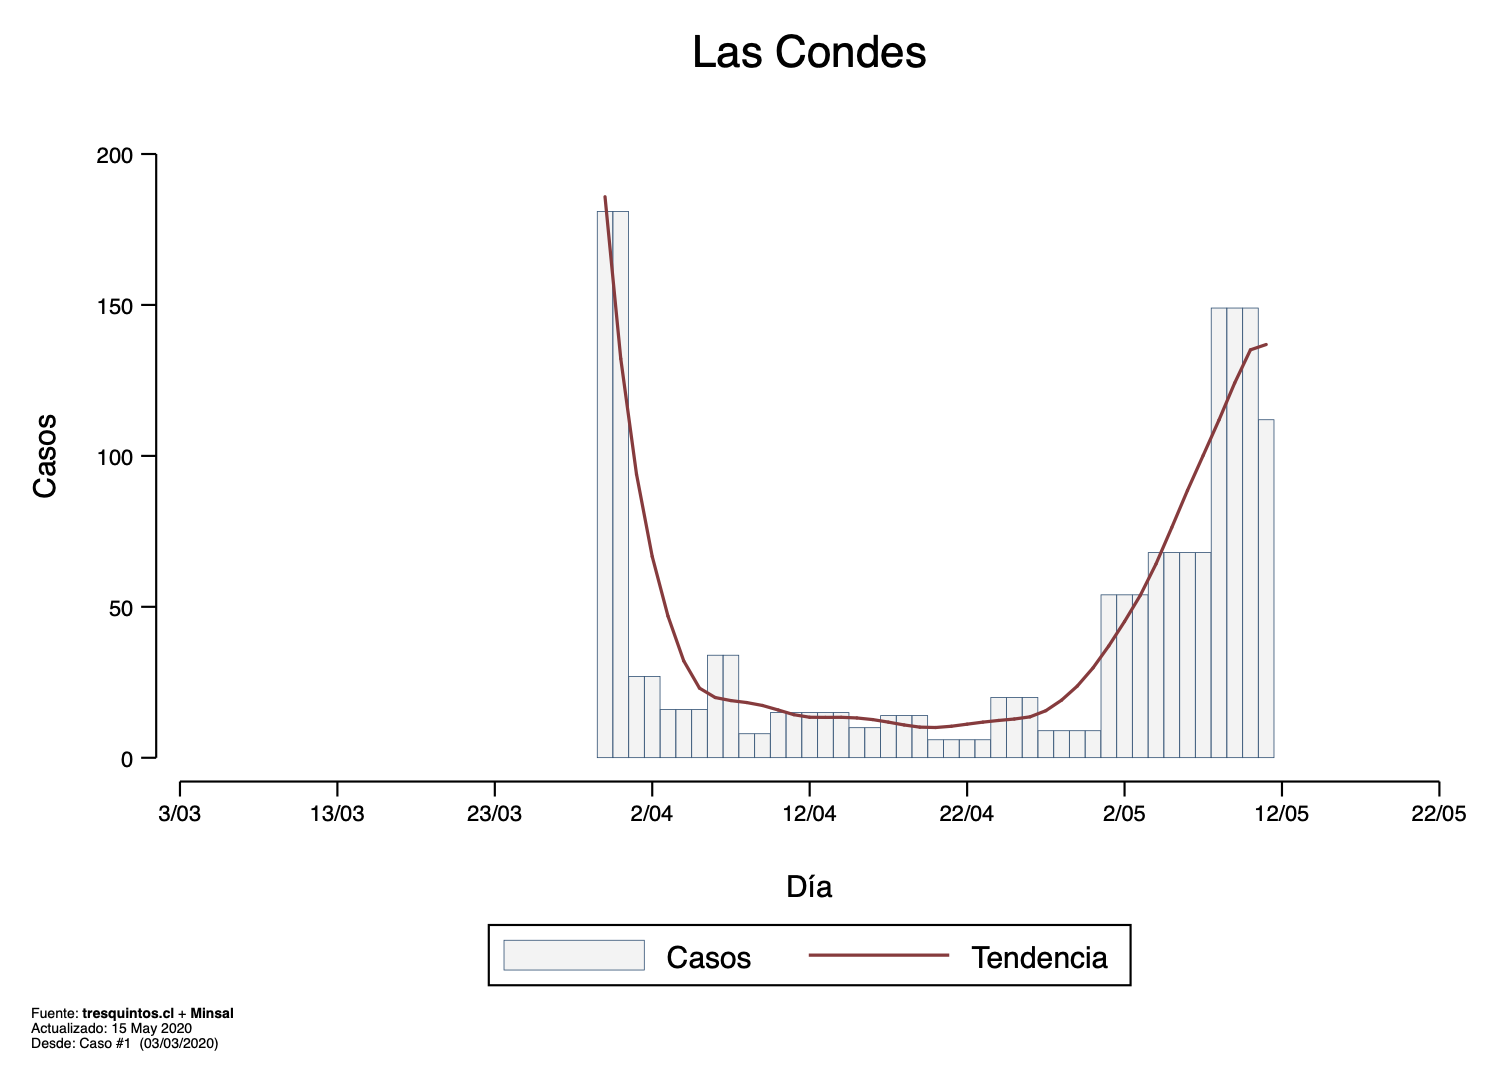 Las Condes
200
150
100
50
0
Casos
3/03
13/03
23/03
2/04
12/04
22/04
2/05
12/05
22/05
Día
Casos
Tendencia
Fuente: tresquintos.cl + Minsal
Actualizado: 15 May 2020
Desde: Caso #1 (03/03/2020)